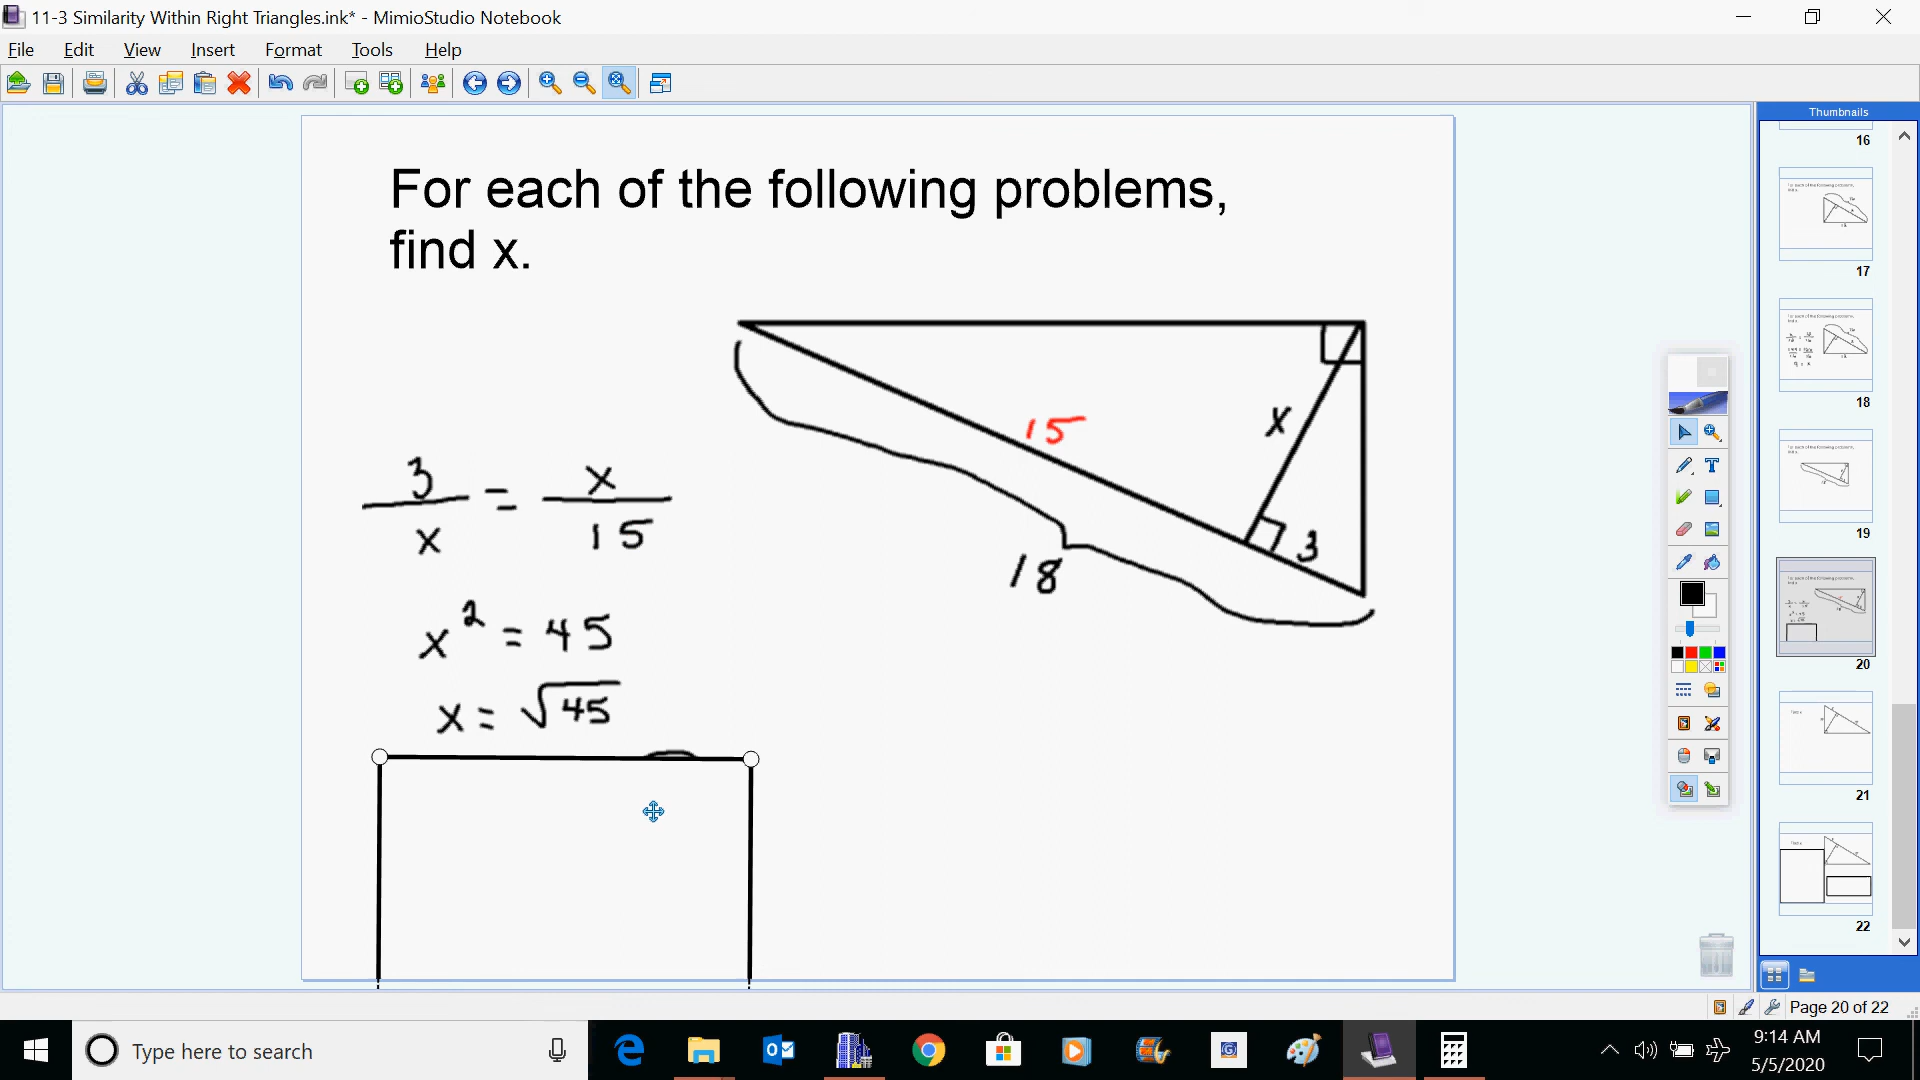 11-3 Similarity Within Right Triangles.ink* - MimioStudio Notebook
File Edit View Insert Format Tools Help
Thumbnails
16
17
18
19
20
21
22
For each of the following problems,
find x.
15
x
3
18
3
x
=
x
15
x² = 45
x = √45
Page 20 of 22
Type here to search
9:14 AM
5/5/2020